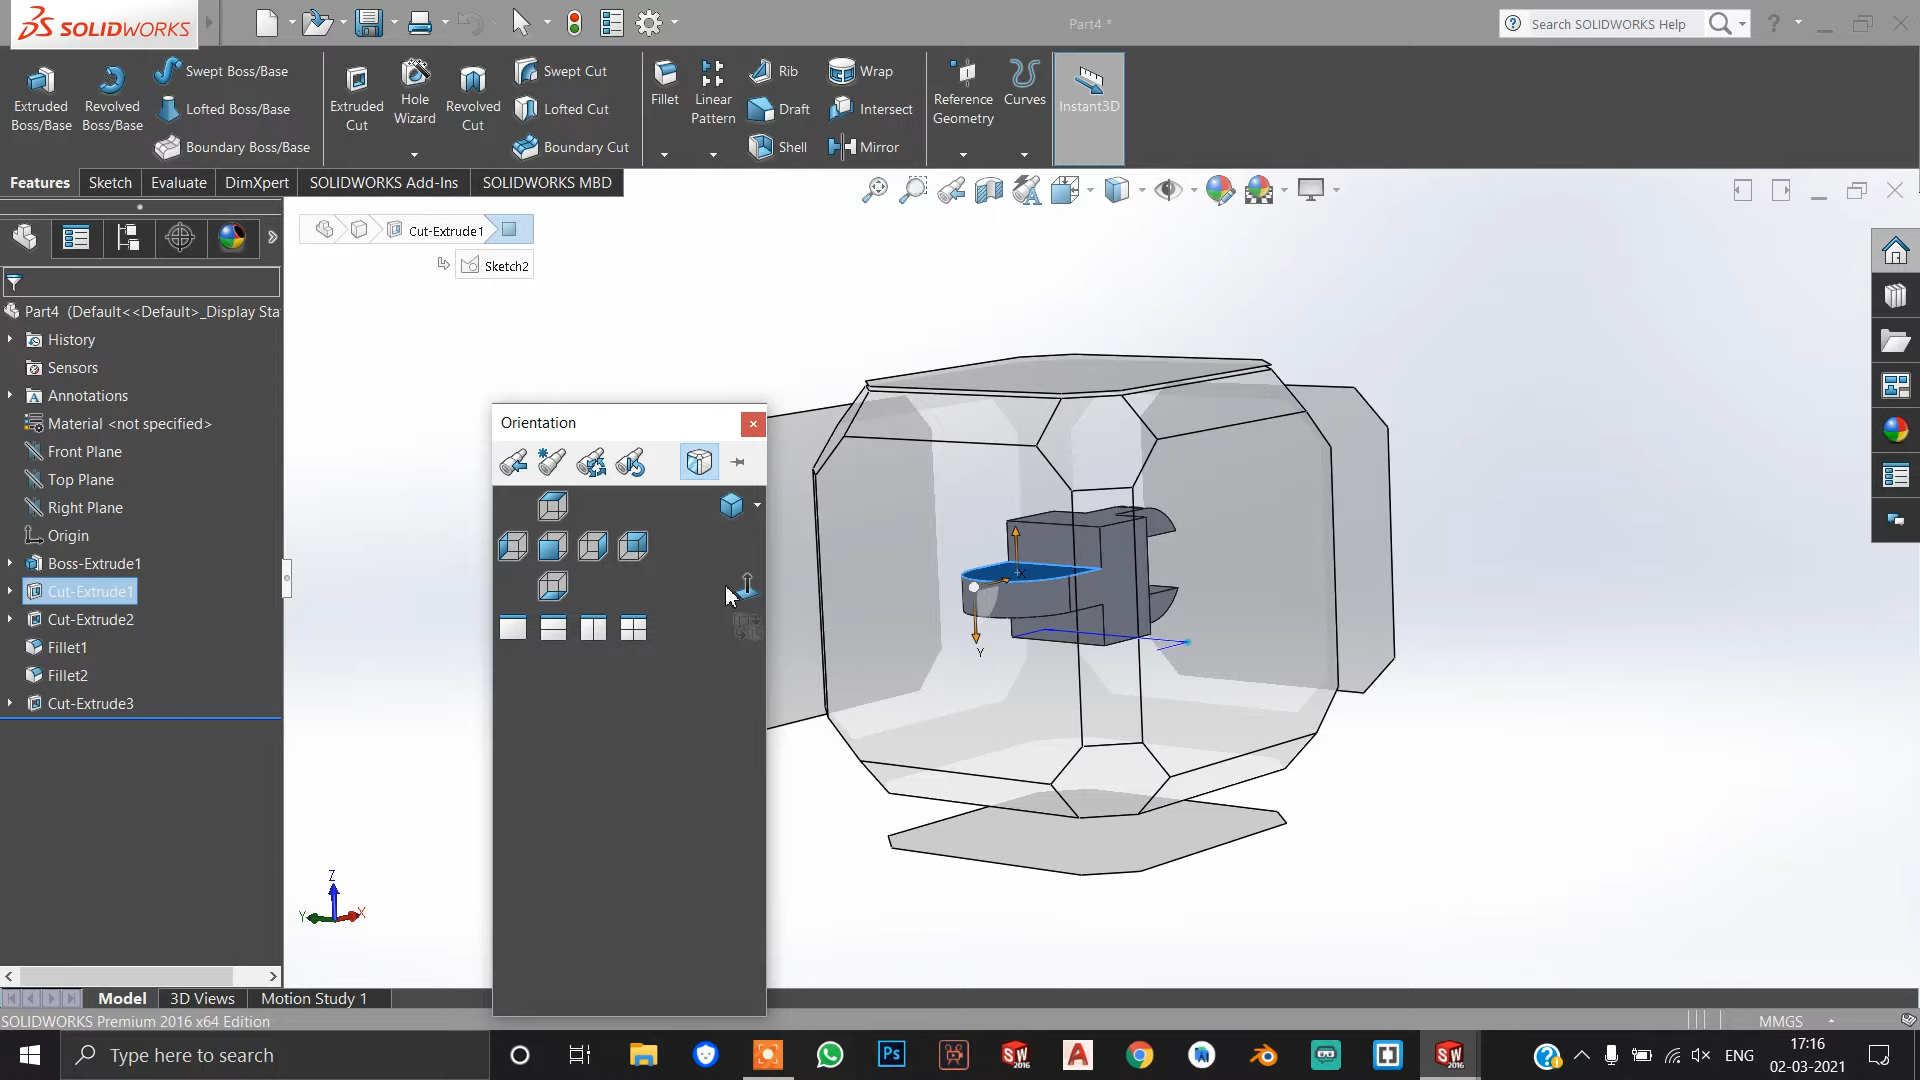 SOLIDWORKS
Part4 *
Search SOLIDWORKS Help
Extruded Boss/Base
Revolved Boss/Base
Swept Boss/Base
Lofted Boss/Base
Boundary Boss/Base
Extruded Cut
Hole Wizard
Revolved Cut
Swept Cut
Lofted Cut
Boundary Cut
Fillet
Linear Pattern
Rib
Draft
Shell
Wrap
Intersect
Mirror
Reference Geometry
Curves
Instant3D
Features
Sketch
Evaluate
DimXpert
SOLIDWORKS Add-Ins
SOLIDWORKS MBD
Cut-Extrude1
Sketch2
Part4 (Default<<Default>_Display Sta
History
Sensors
Annotations
Material <not specified>
Front Plane
Top Plane
Right Plane
Origin
Boss-Extrude1
Cut-Extrude1
Cut-Extrude2
Fillet1
Fillet2
Cut-Extrude3
Orientation
X
Y
Z
Y
X
Model
3D Views
Motion Study 1
SOLIDWORKS Premium 2016 x64 Edition
MMGS
Type here to search
Ps
SW
2016
A
SW
2016
ENG
17:16
02-03-2021